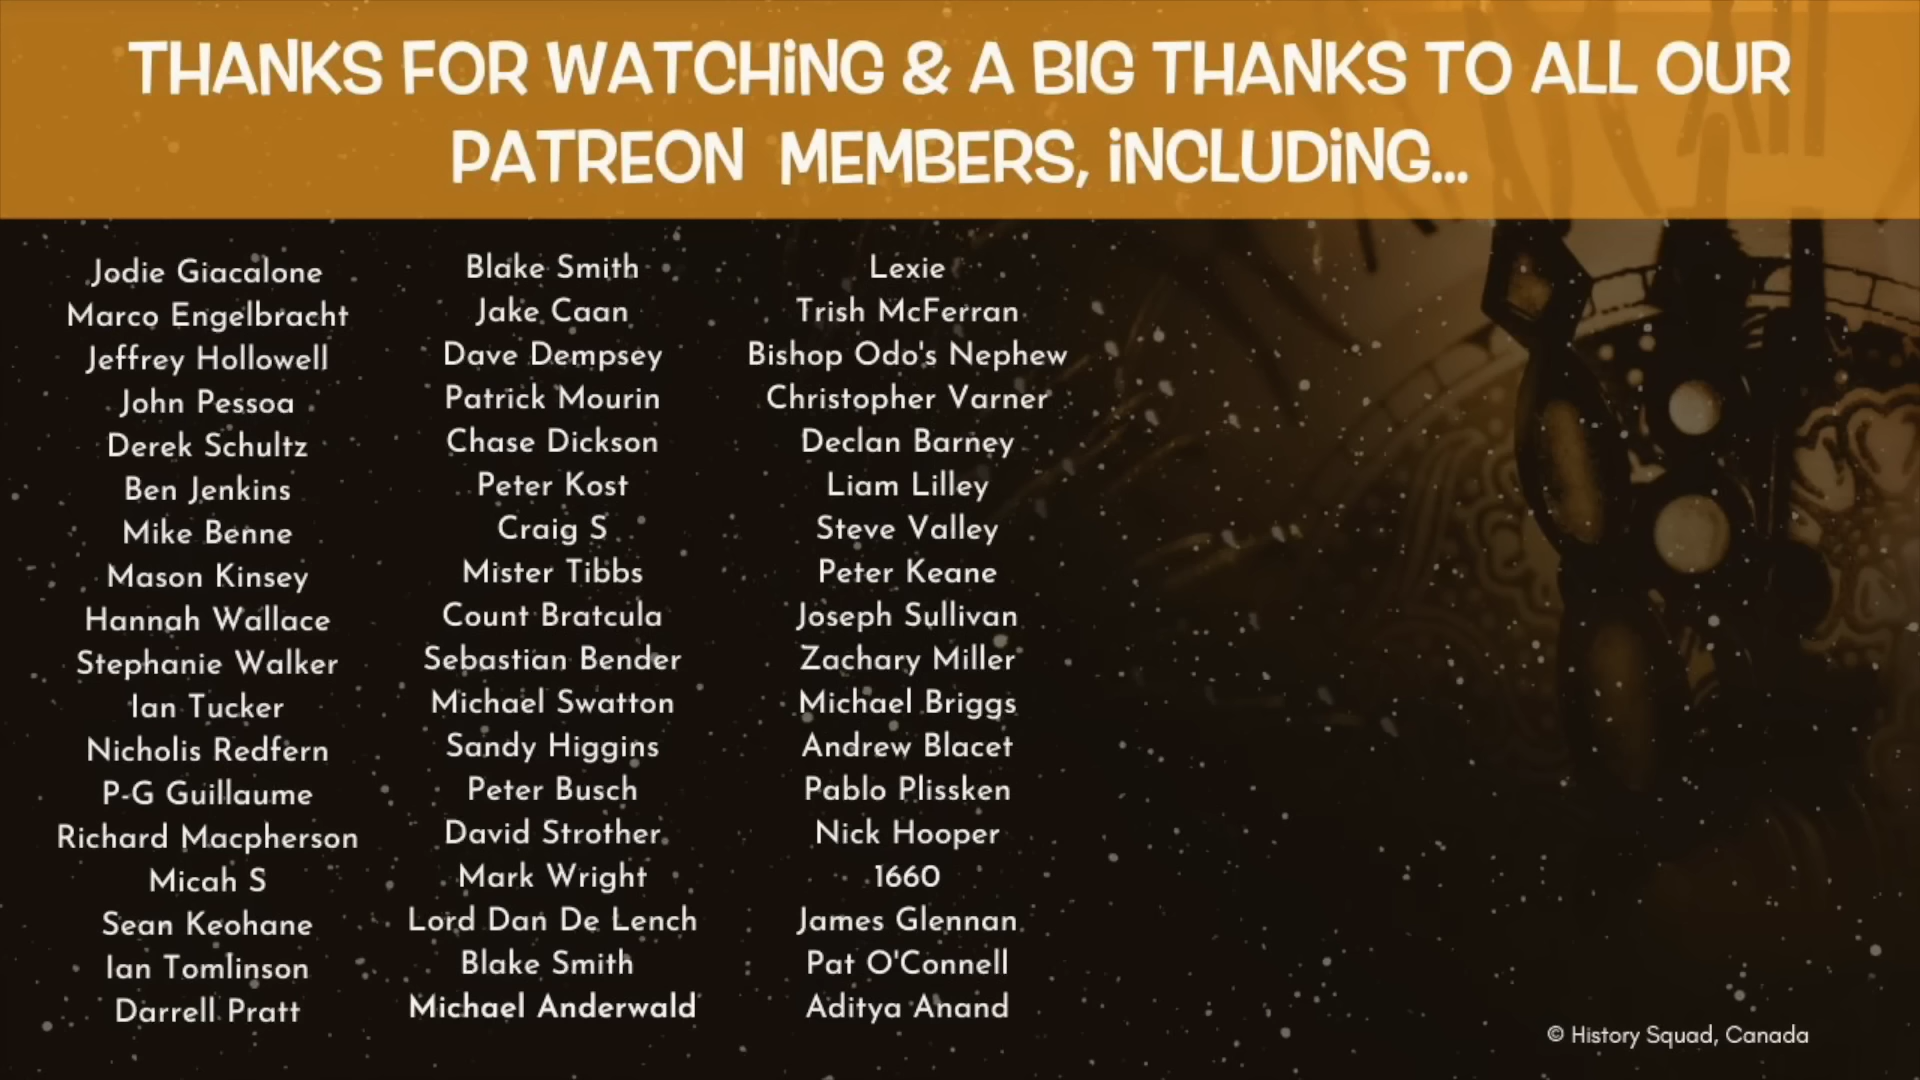 THANKS FOR WATCHiNG & A BIG THANKS TO ALL OUR
PATREON MEMBERS, iNCLUDiNG...
Jodie Giacalone
Marco Engelbracht
Jeffrey Hollowell
John Pessoa
Derek Schultz
Ben Jenkins
Mike Benne
Mason Kinsey
Hannah Wallace
Stephanie Walker
Ian Tucker
Nicholis Redfern
P-G Guillaume
Richard Macpherson
Micah S
Sean Keohane
Ian Tomlinson
Darrell Pratt
Blake Smith
Jake Caan
Dave Dempsey
Patrick Mourin
Chase Dickson
Peter Kost
Craig S
Mister Tibbs
Count Bratcula
Sebastian Bender
Michael Swatton
Sandy Higgins
Peter Busch
David Strother
Mark Wright
Lord Dan De Lench
Blake Smith
Michael Anderwald
Lexie
Trish McFerran
Bishop Odo's Nephew
Christopher Varner
Declan Barney
Liam Lilley
Steve Valley
Peter Keane
Joseph Sullivan
Zachary Miller
Michael Briggs
Andrew Blacet
Pablo Plissken
Nick Hooper
1660
James Glennan
Pat O'Connell
Aditya Anand
© History Squad, Canada